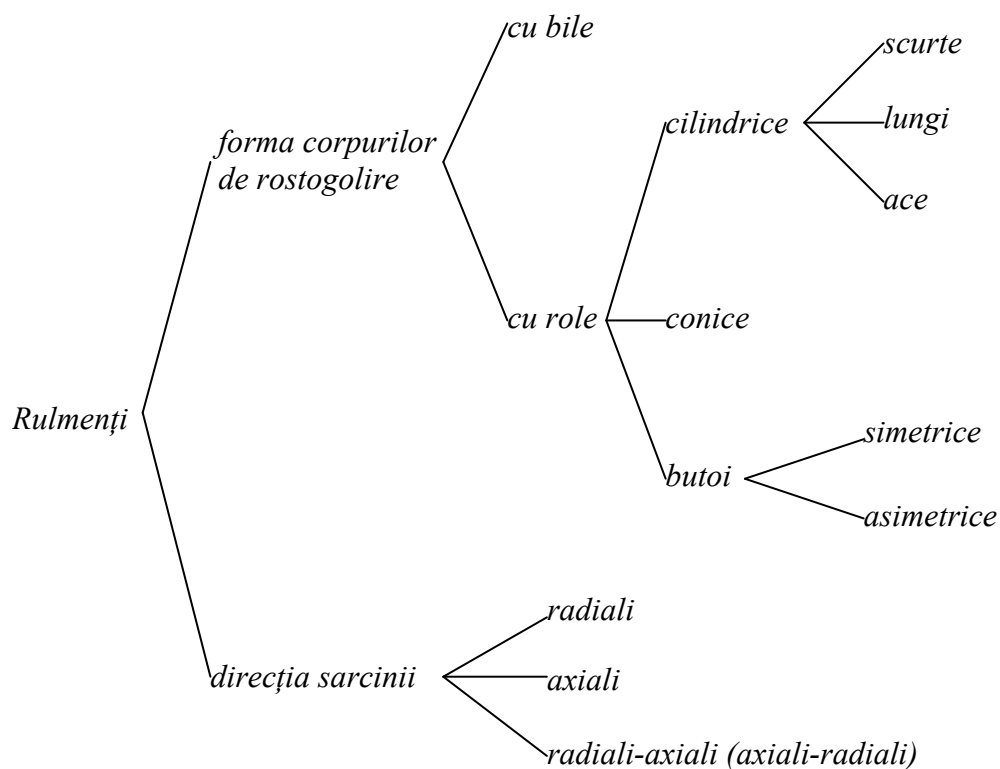 cu bile
scurte
cilindrice
lungi
forma corpurilor
de rostogolire
ace
cu role
conice
Rulmenți
simetrice
butoi
asimetrice
radiali
direcția sarcinii
axiali
radiali-axiali (axiali-radiali)